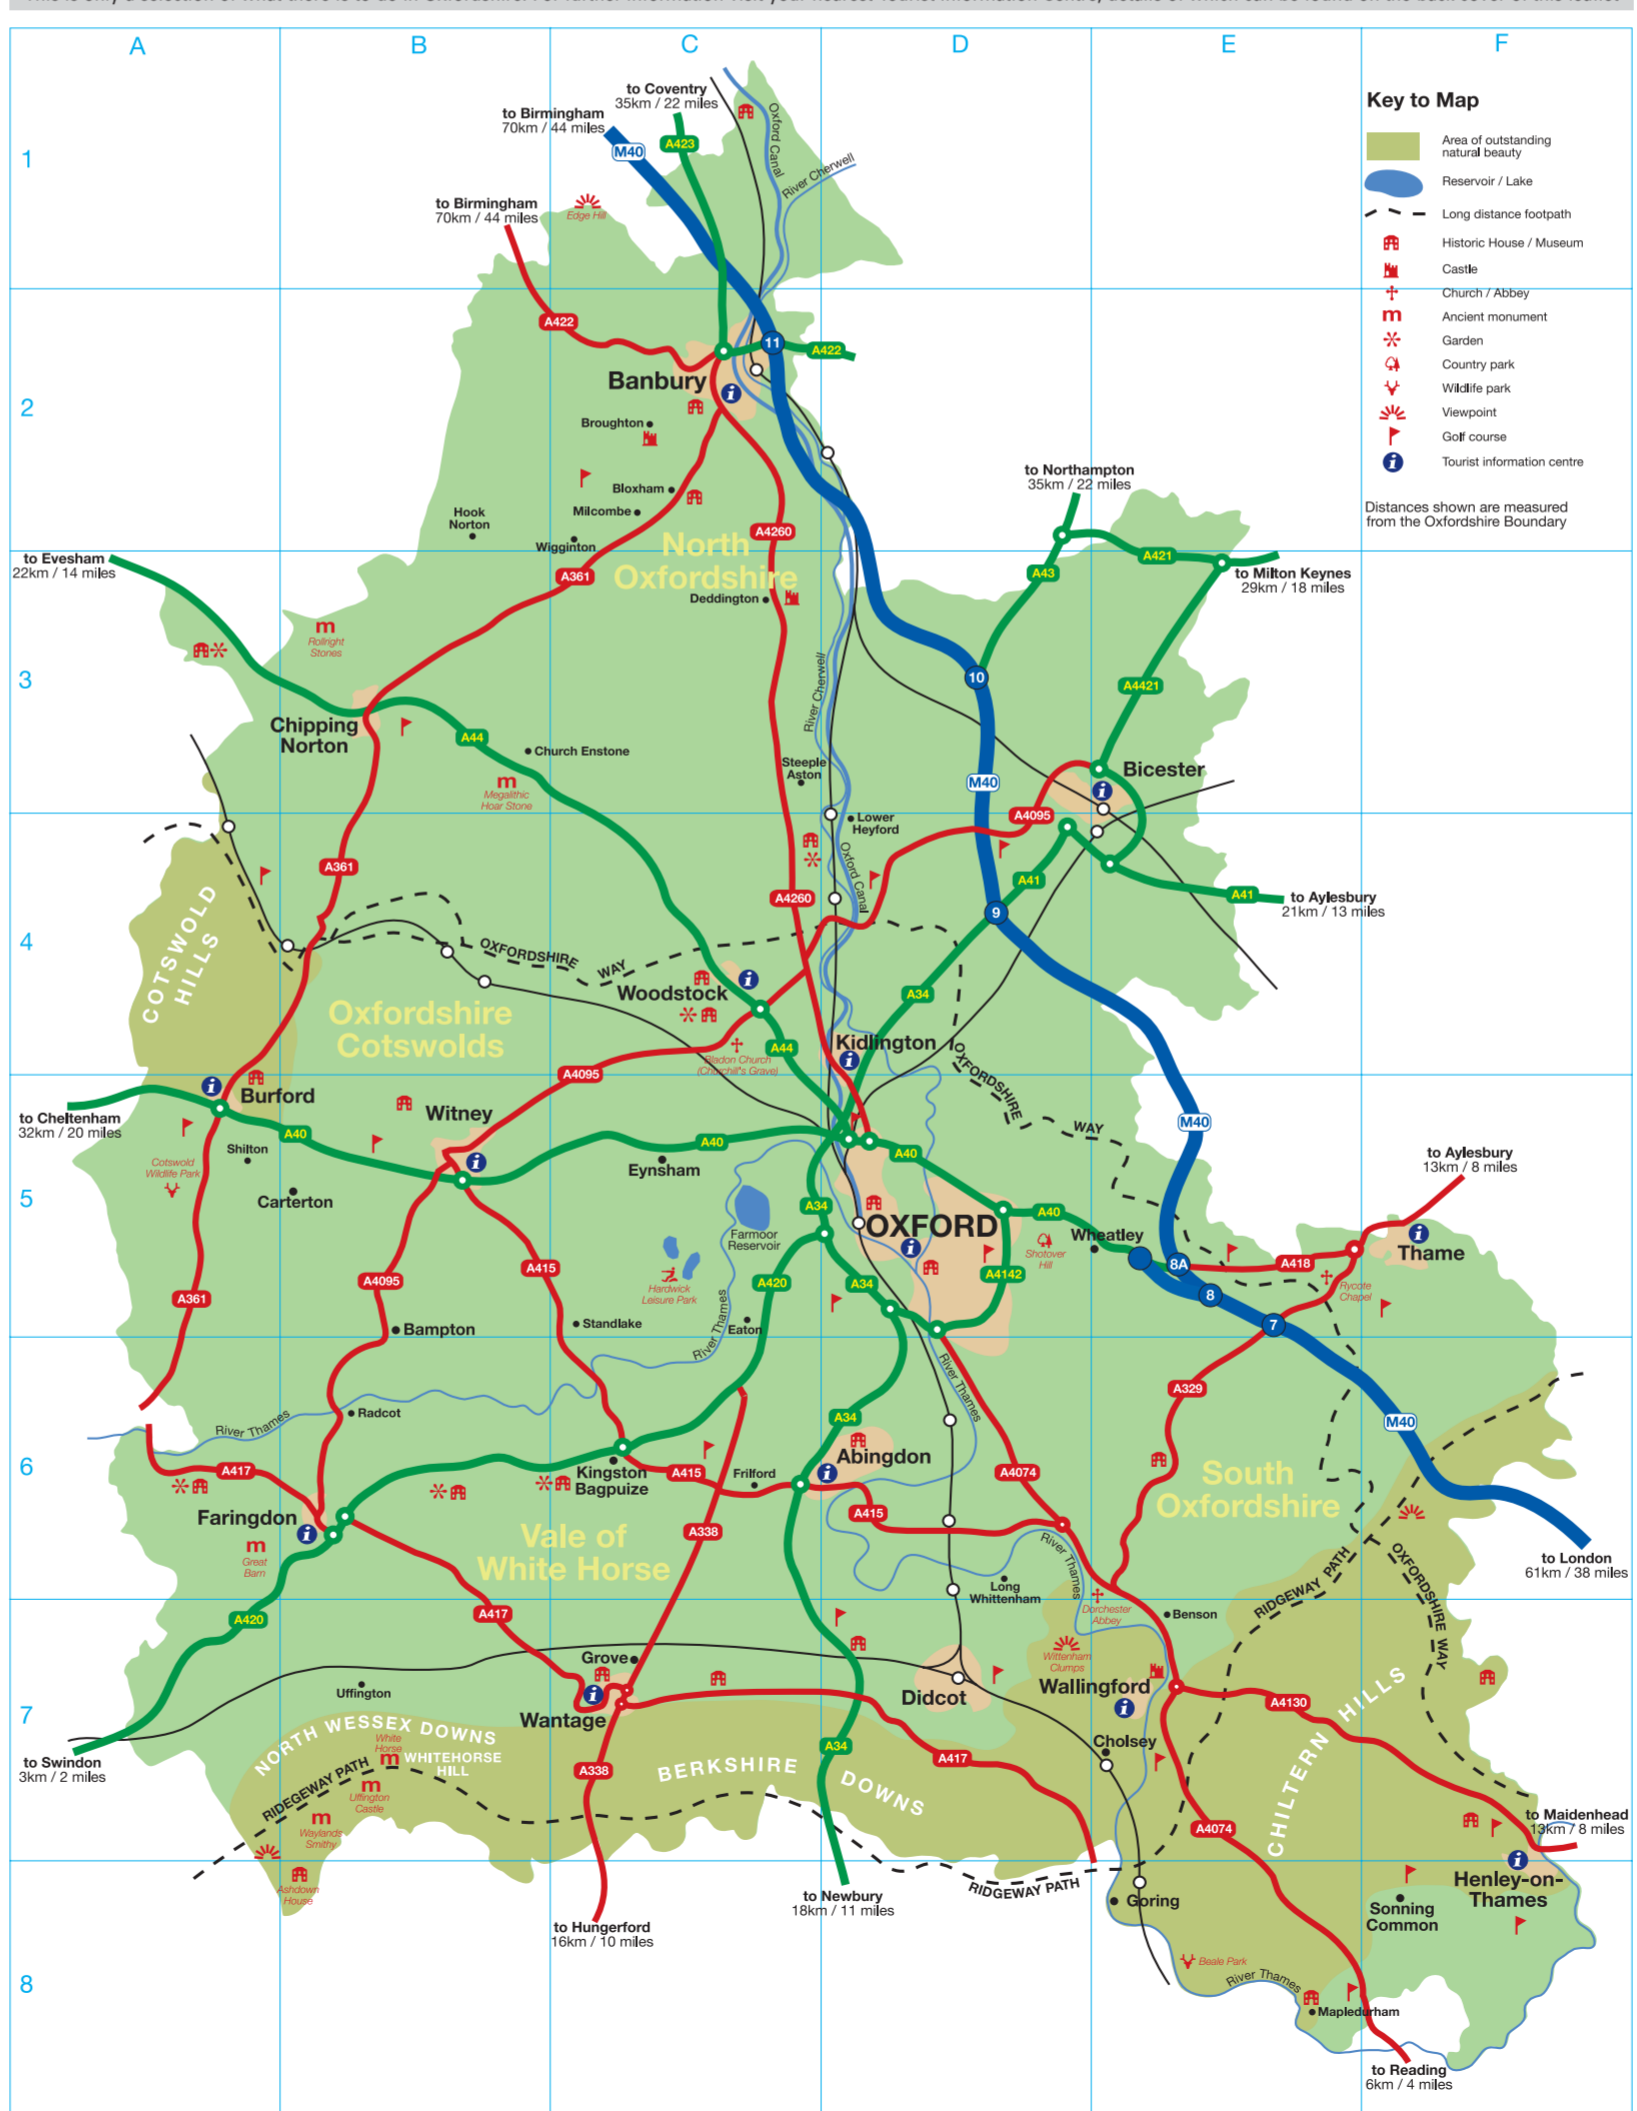 A
B
C
D
E
F
1
2
3
4
5
6
7
8
to Coventry
35km / 22 miles
to Birmingham
70km / 44 miles
M40
A423
Oxford Canal
River Cherwell
to Birmingham
70km / 44 miles
Edge Hill
Key to Map
Area of outstanding
natural beauty
Reservoir / Lake
Long distance footpath
Historic House / Museum
Castle
Church / Abbey
Ancient monument
Garden
Country park
Wildlife park
Viewpoint
Golf course
Tourist information centre
Distances shown are measured
from the Oxfordshire Boundary
A422
11
A422
Banbury
Broughton
Bloxham
Milcombe
Hook
Norton
Wigginton
A4260
North
Oxfordshire
to Northampton
35km / 22 miles
A421
A43
to Milton Keynes
29km / 18 miles
to Evesham
22km / 14 miles
A361
Deddington
Rollright
Stones
River Cherwell
10
A4421
Chipping
Norton
A44
Church Enstone
Megalithic
Hoar Stone
Steeple
Aston
M40
Bicester
A4095
Lower
Heyford
Oxford Canal
A361
A4260
A41
A41
to Aylesbury
21km / 13 miles
9
COTSWOLD
HILLS
OXFORDSHIRE
WAY
Woodstock
A34
Oxfordshire
Cotswolds
A44
Kidlington
Bladon Church
(Churchill's Grave)
A4095
OXFORDSHIRE
WAY
Burford
Witney
to Cheltenham
32km / 20 miles
A40
Shilton
Cotswold
Wildlife Park
Carterton
A40
Eynsham
A40
M40
to Aylesbury
13km / 8 miles
A34
OXFORD
A40
Wheatley
Thame
Farmoor
Reservoir
Shotover
Hill
8A
A418
A415
A4095
A420
A34
A4142
Hardwick
Leisure Park
8
Rycote
Chapel
A361
Bampton
Standlake
Eaton
River Thames
7
River Thames
A329
Radcot
River Thames
A34
M40
A417
Kingston
Bagpuize
A415
Frilford
Abingdon
A4074
South
Oxfordshire
Faringdon
A415
Vale of
White Horse
A338
Great
Barn
River Thames
Long
Whittenham
RIDGEWAY PATH
OXFORDSHIRE WAY
to London
61km / 38 miles
A420
A417
Dorchester
Abbey
Benson
Grove
Wittenham
Clumps
Uffington
Didcot
Wallingford
A4130
Wantage
NORTH WESSEX DOWNS
White
Horse
WHITEHORSE
HILL
to Swindon
3km / 2 miles
RIDEGEWAY PATH
A338
BERKSHIRE
DOWNS
A34
A417
Cholsey
CHILTERN HILLS
Uffington
Castle
Waylands
Smithy
A4074
to Maidenhead
13km / 8 miles
Ashdown
House
RIDGEWAY PATH
to Newbury
18km / 11 miles
Goring
Henley-on-
Thames
Sonning
Common
to Hungerford
16km / 10 miles
Beale Park
River Thames
Mapledurham
to Reading
6km / 4 miles